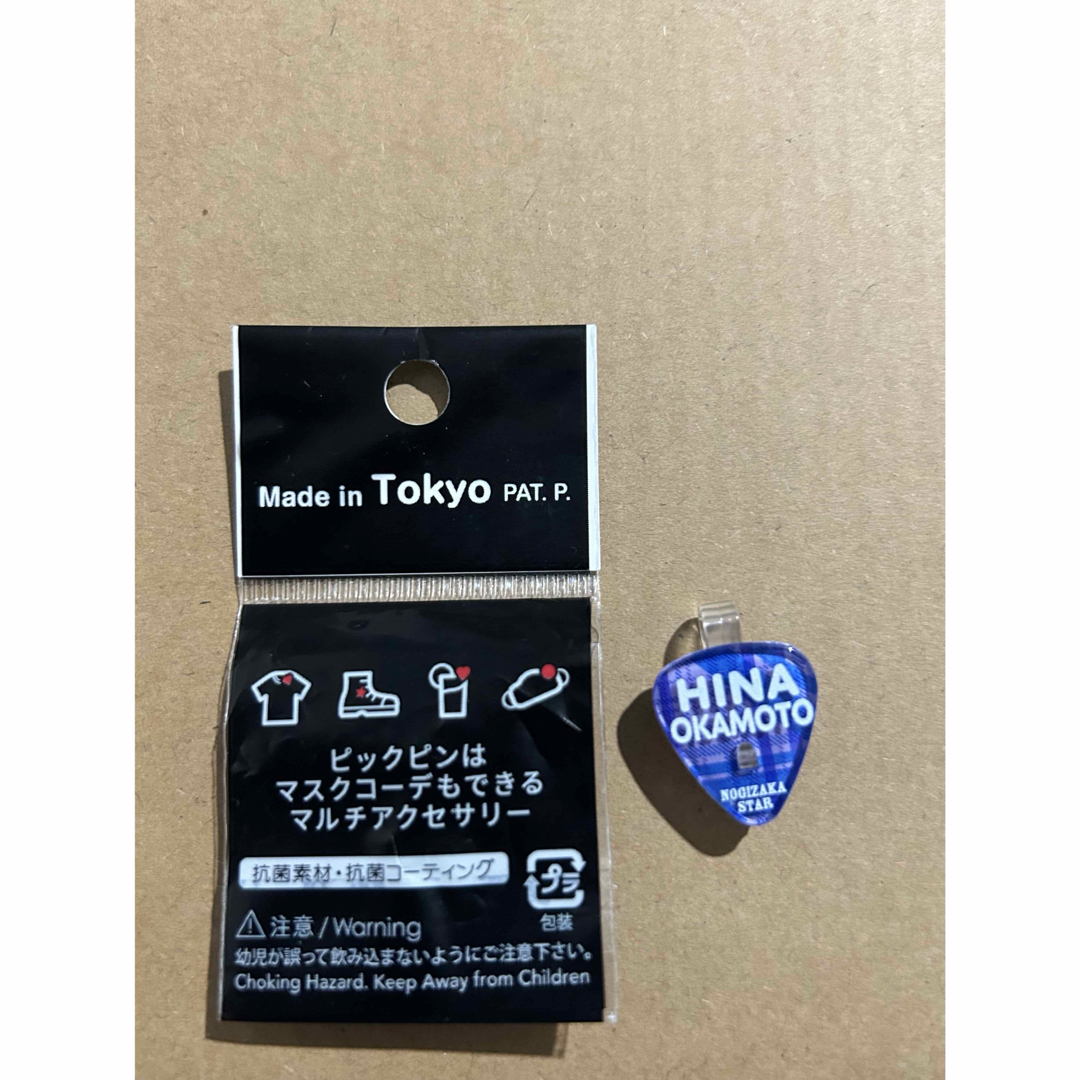 Made in Tokyo PAT. P.
ピックピンは
マスクコーデもできる
マルチアクセサリー
抗菌素材・抗菌コーティング
プラ
包装
注意/Warning
幼児が誤って飲み込まないようにご注意下さい。
Choking Hazard. Keep Away from Children
HINA
OKAMOTO
NOGIZAKA
STAR